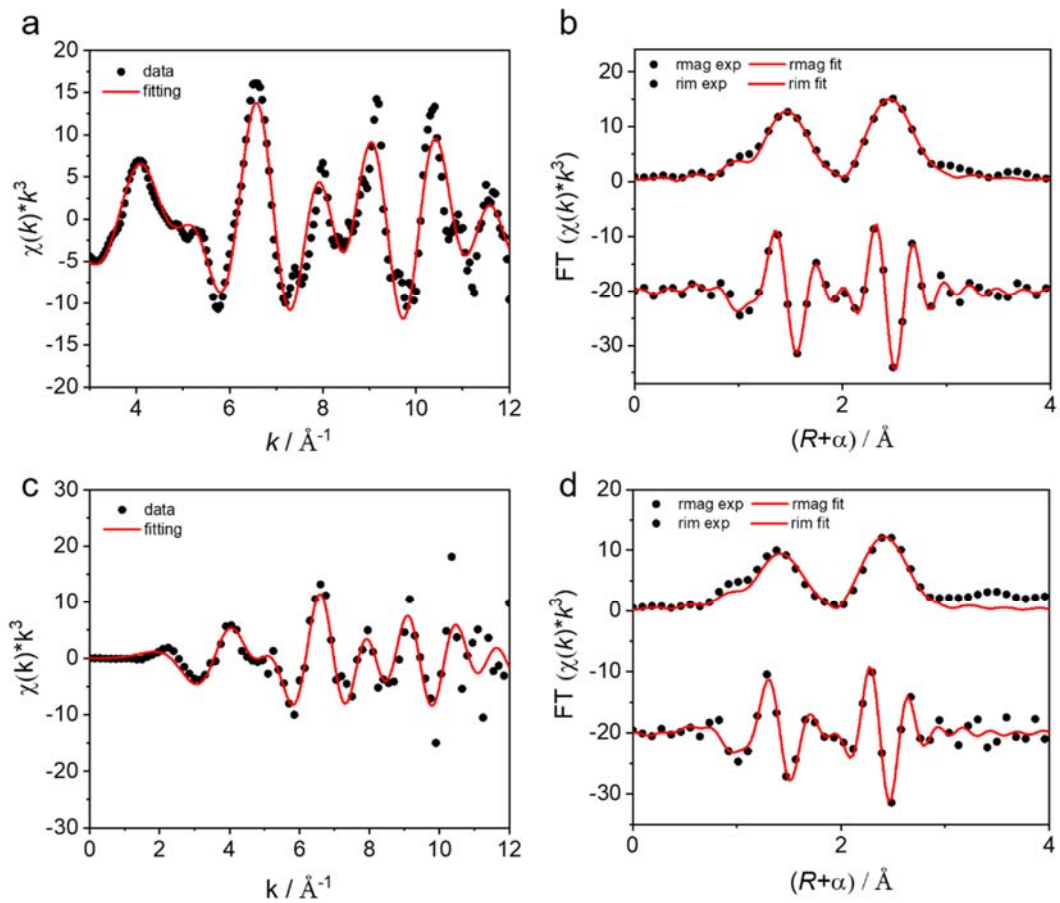 a
20
15
10
5
0
-5
-10
-15
-20
data
fitting
χ(k)*k³
4 6 8 10 12
k / Å⁻¹
b
20
10
0
-10
-20
-30
rmag exp rmag fit
rim exp rim fit
FT (χ(k)*k³)
0 2 4
(R+α) / Å
c
30
20
10
0
-10
-20
-30
data
fitting
χ(k)*k³
0 2 4 6 8 10 12
k / Å⁻¹
d
20
10
0
-10
-20
-30
rmag exp rmag fit
rim exp rim fit
FT (χ(k)*k³)
0 2 4
(R+α) / Å